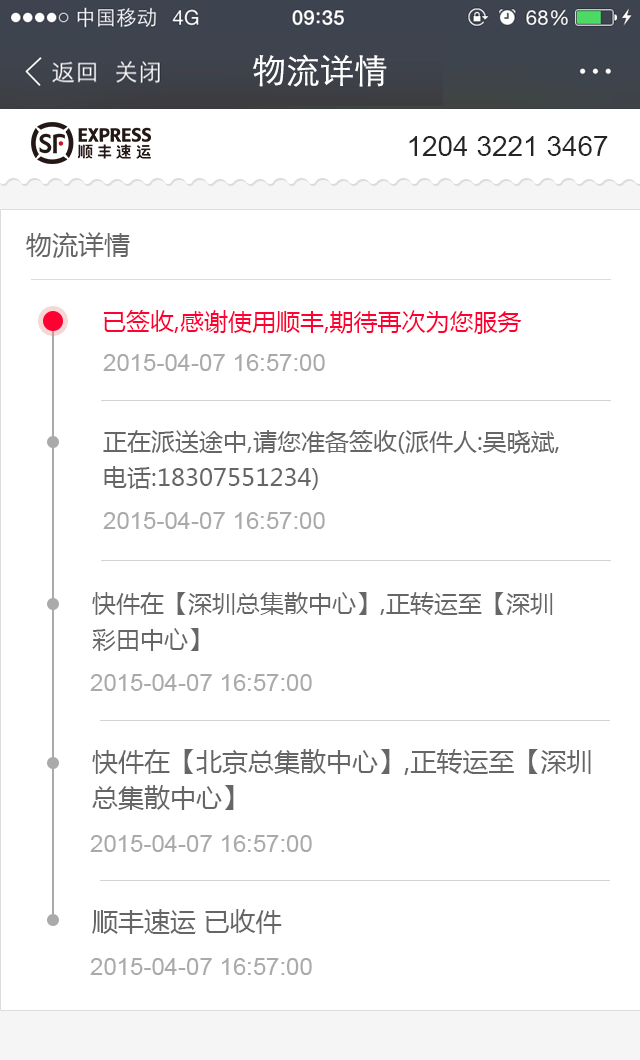 中国移动 4G 09:35 68%
返回 关闭 物流详情
SF EXPRESS
顺丰速运
1204 3221 3467
物流详情
已签收,感谢使用顺丰,期待再次为您服务
2015-04-07 16:57:00
正在派送途中,请您准备签收(派件人:吴晓斌,
电话:18307551234)
2015-04-07 16:57:00
快件在【深圳总集散中心】,正转运至【深圳
彩田中心】
2015-04-07 16:57:00
快件在【北京总集散中心】,正转运至【深圳
总集散中心】
2015-04-07 16:57:00
顺丰速运 已收件
2015-04-07 16:57:00